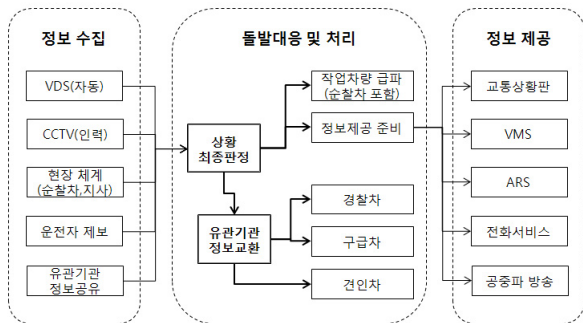 정보 수집
VDS(자동)
CCTV(인력)
현장 체계
(순찰차,지사)
운전자 제보
유관기관
정보공유
돌발대응 및 처리
상황
최종판정
유관기관
정보교환
작업차량 급파
(순찰차 포함)
정보제공 준비
경찰차
구급차
견인차
정보 제공
교통상황판
VMS
ARS
전화서비스
공중파 방송